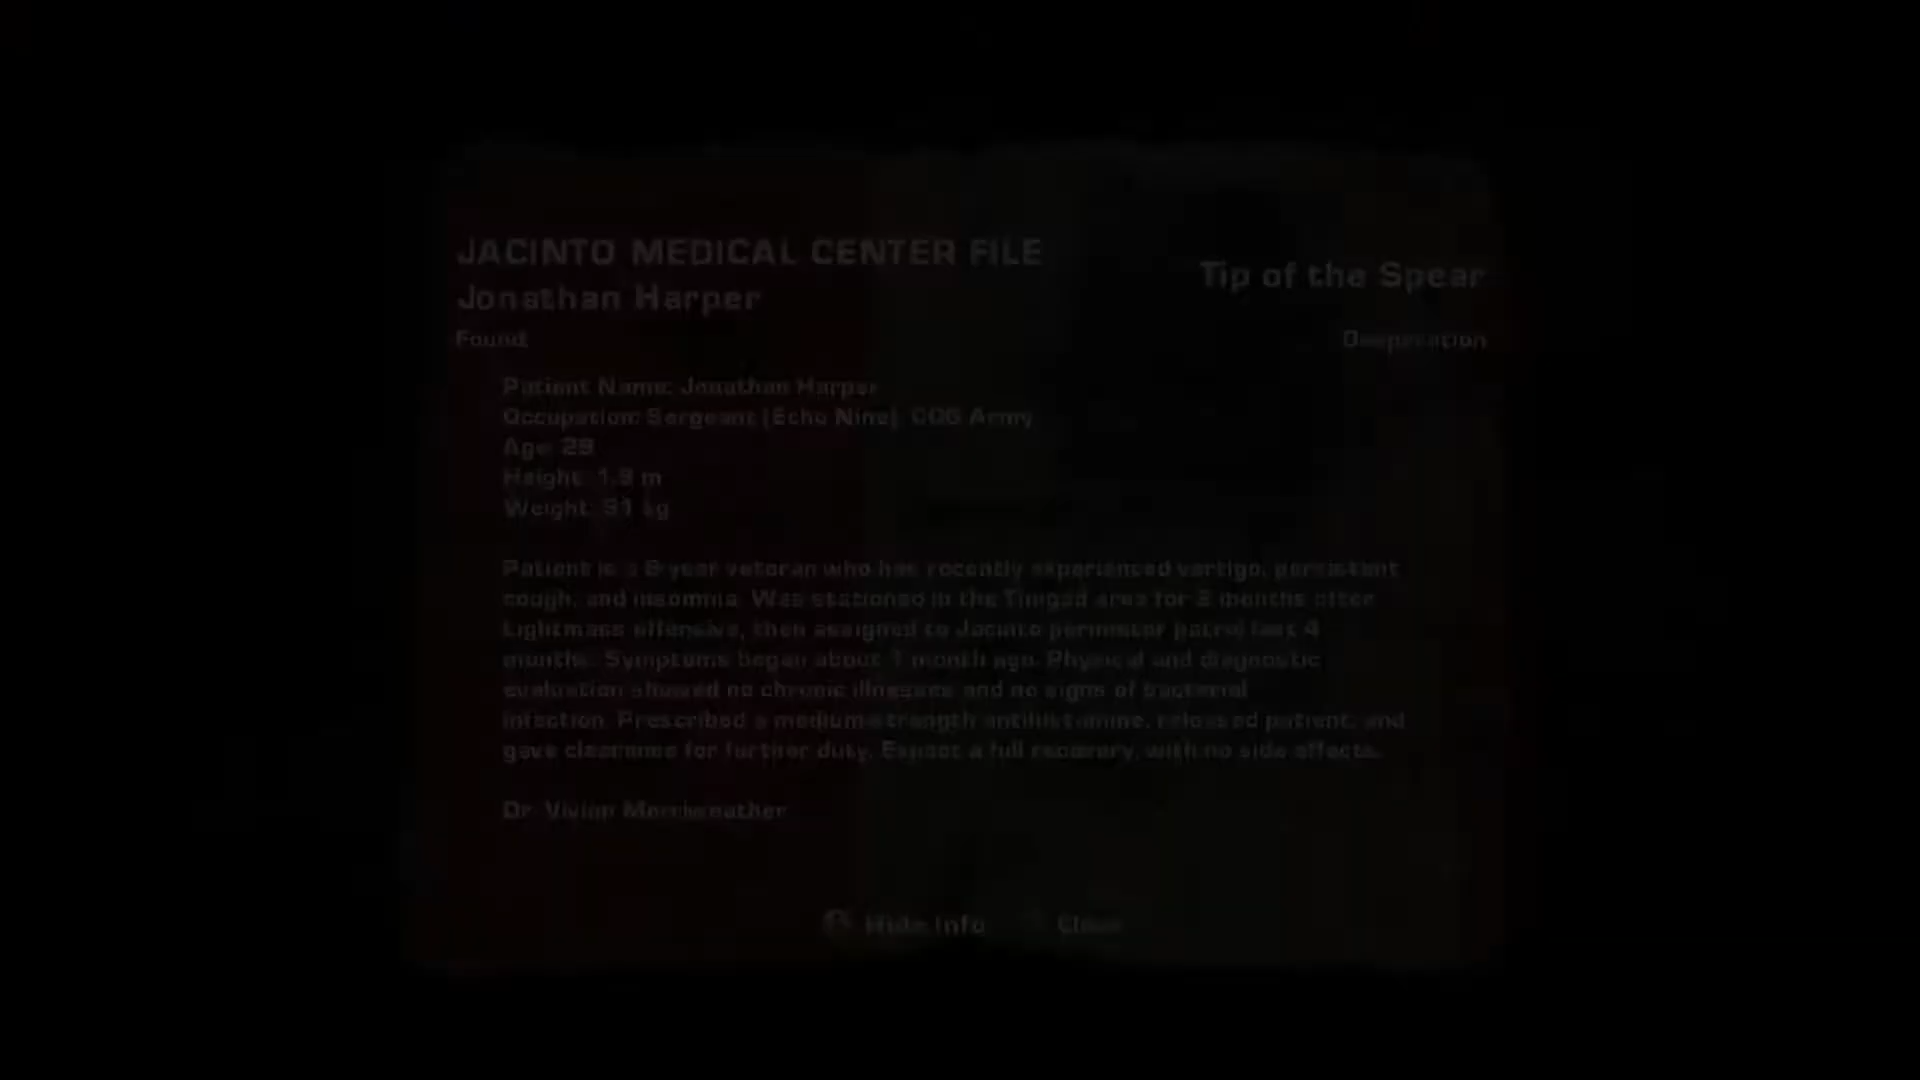 JACINTO MEDICAL CENTER FILE
Jonathan Harper
Tip of the Spear
Found
Desperation
Patient Name: Jonathan Harper
Occupation: Sergeant (Echo Nine), COG Army
Age: 29
Height: 1.9 m
Weight: 91 kg
Patient is a 8 year veteran who has recently experienced vertigo, persistent
cough, and insomnia. Was stationed in the Timgad area for 2 months after
Lightmass offensive, then assigned to Jacinto perimeter patrol last 4
months. Symptoms began about 1 month ago. Physical and diagnostic
evaluation showed no chronic illnesses and no signs of bacterial
infection. Prescribed a medium-strength antihistamine, released patient, and
gave clearance for further duty. Expect a full recovery, with no side effects.
Dr. Vivian Merriweather
Hide Info
Close